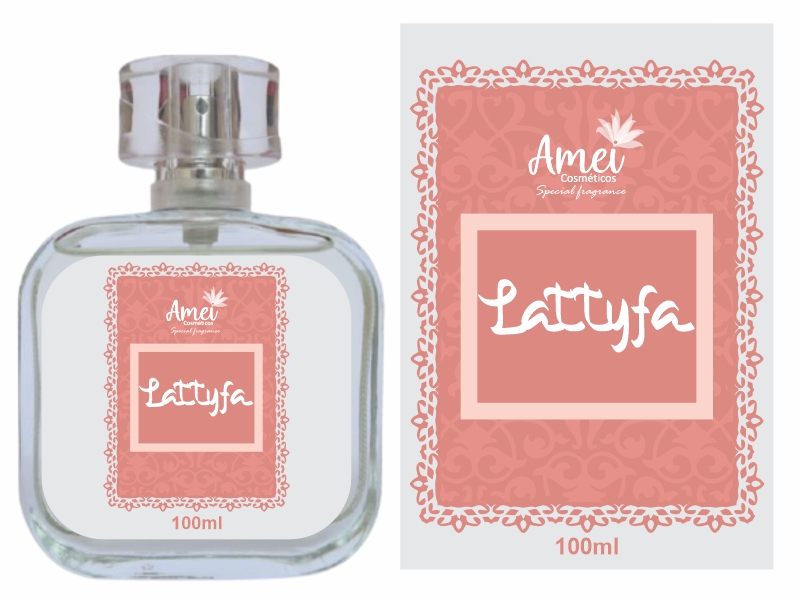 Amei
Cosméticos
Special fragrance
Lattyfa
100ml
Amei
Cosméticos
Special fragrance
Lattyfa
100ml